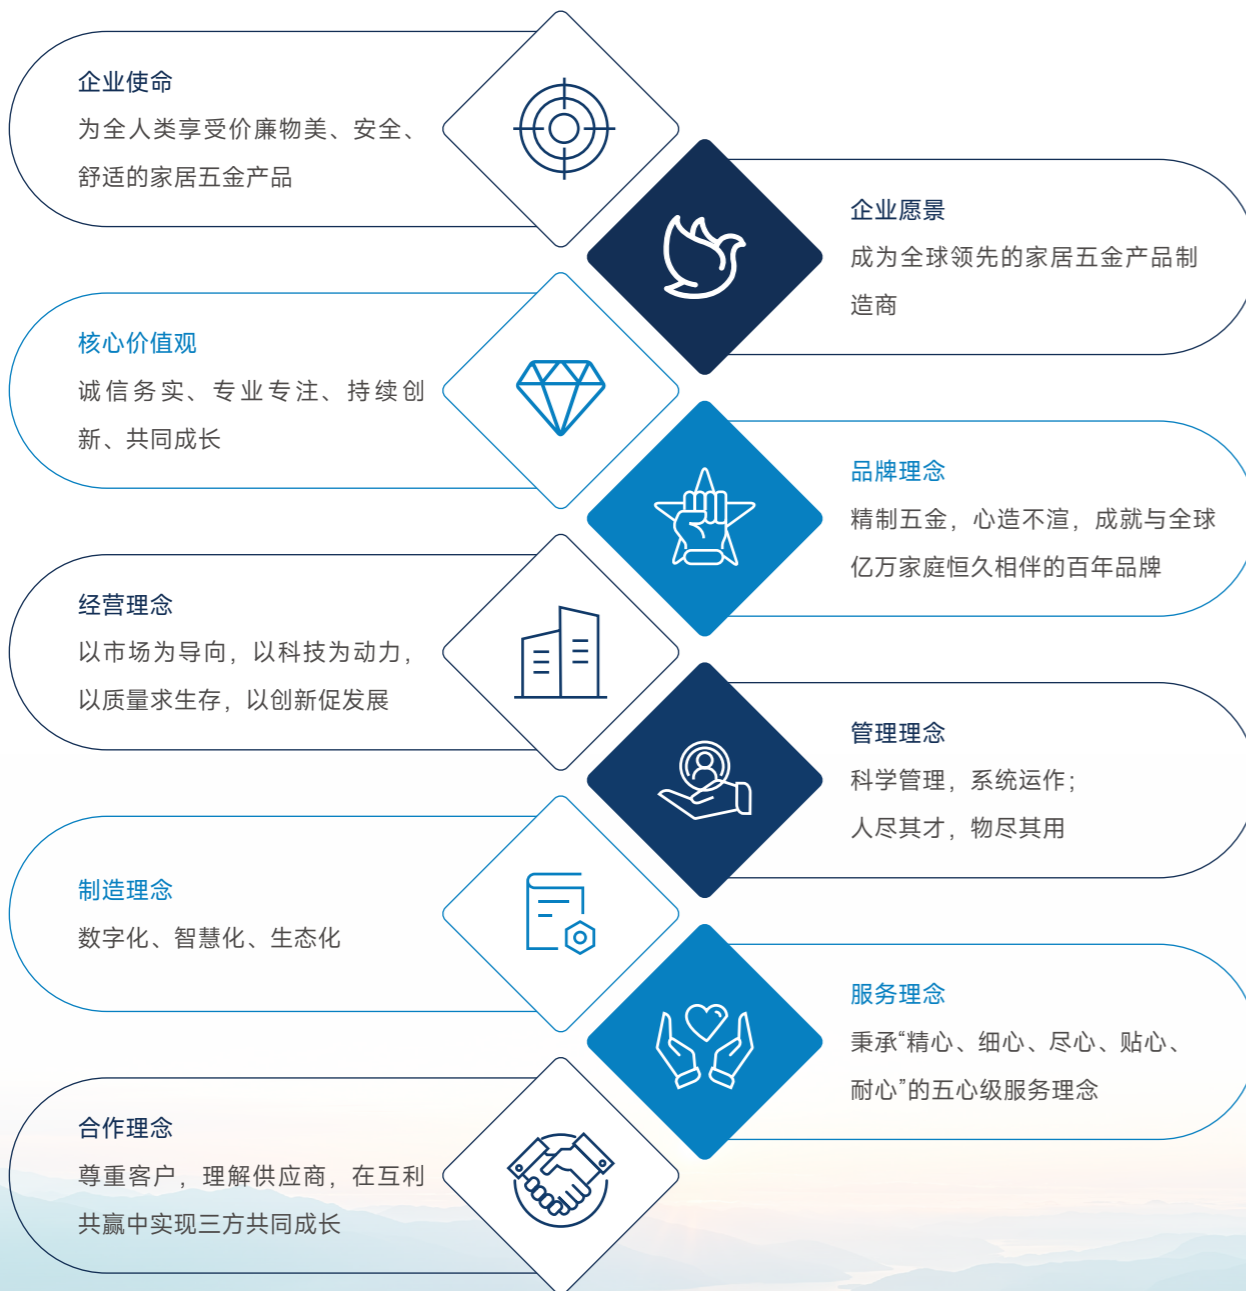 企业使命
为全人类享受价廉物美、安全、
舒适的家居五金产品
企业愿景
成为全球领先的家居五金产品制
造商
核心价值观
诚信务实、专业专注、持续创
新、共同成长
品牌理念
精制五金，心造不渲，成就与全球
亿万家庭恒久相伴的百年品牌
经营理念
以市场为导向，以科技为动力，
以质量求生存，以创新促发展
管理理念
科学管理，系统运作；
人尽其才，物尽其用
制造理念
数字化、智慧化、生态化
服务理念
秉承“精心、细心、尽心、贴心、
耐心”的五心级服务理念
合作理念
尊重客户，理解供应商，在互利
共赢中实现三方共同成长